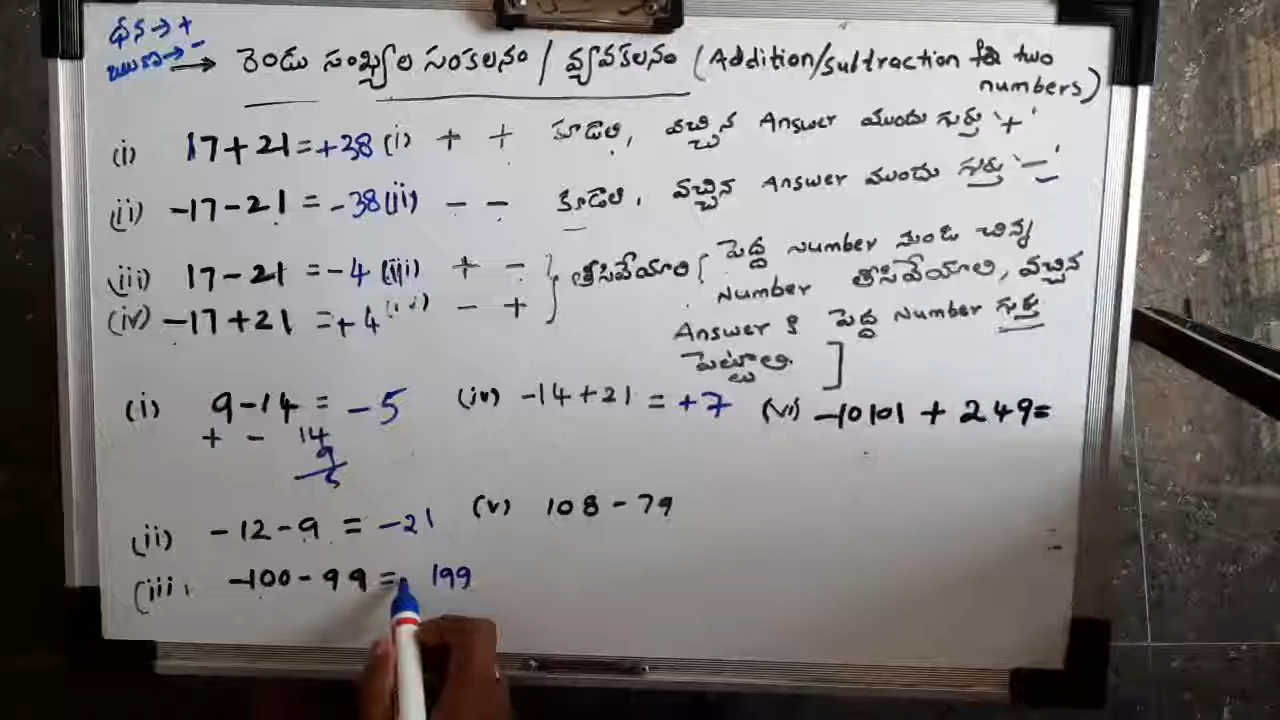 ధన → +
ఋణ → -
→ రెండు సంఖ్యల సంకలనం / వ్యవకలనం (Addition/subtraction for two numbers)
(i) 17+21=+38 (i) + + కూడాలి, వచ్చిన Answer ముందు గుర్తు '+'
(ii) -17-21 = -38 (ii) - - కూడాలి, వచ్చిన Answer ముందు గుర్తు '-'
(iii) 17-21 = -4 (iii) + - } తీసివేయాలి [ పెద్ద Number నుండి చిన్న
(iv) -17+21 =+4 (iv) - + Number తీసివేయాలి, వచ్చిన
Answer కి పెద్ద Number గుర్తు
పెట్టాలి. ]
(i) 9-14 = -5 (iv) -14+21 = +7 (vi) -10101 + 249=
+ - 14
9
5
(ii) -12-9 = -21 (v) 108-79
(iii) -100-99= 199